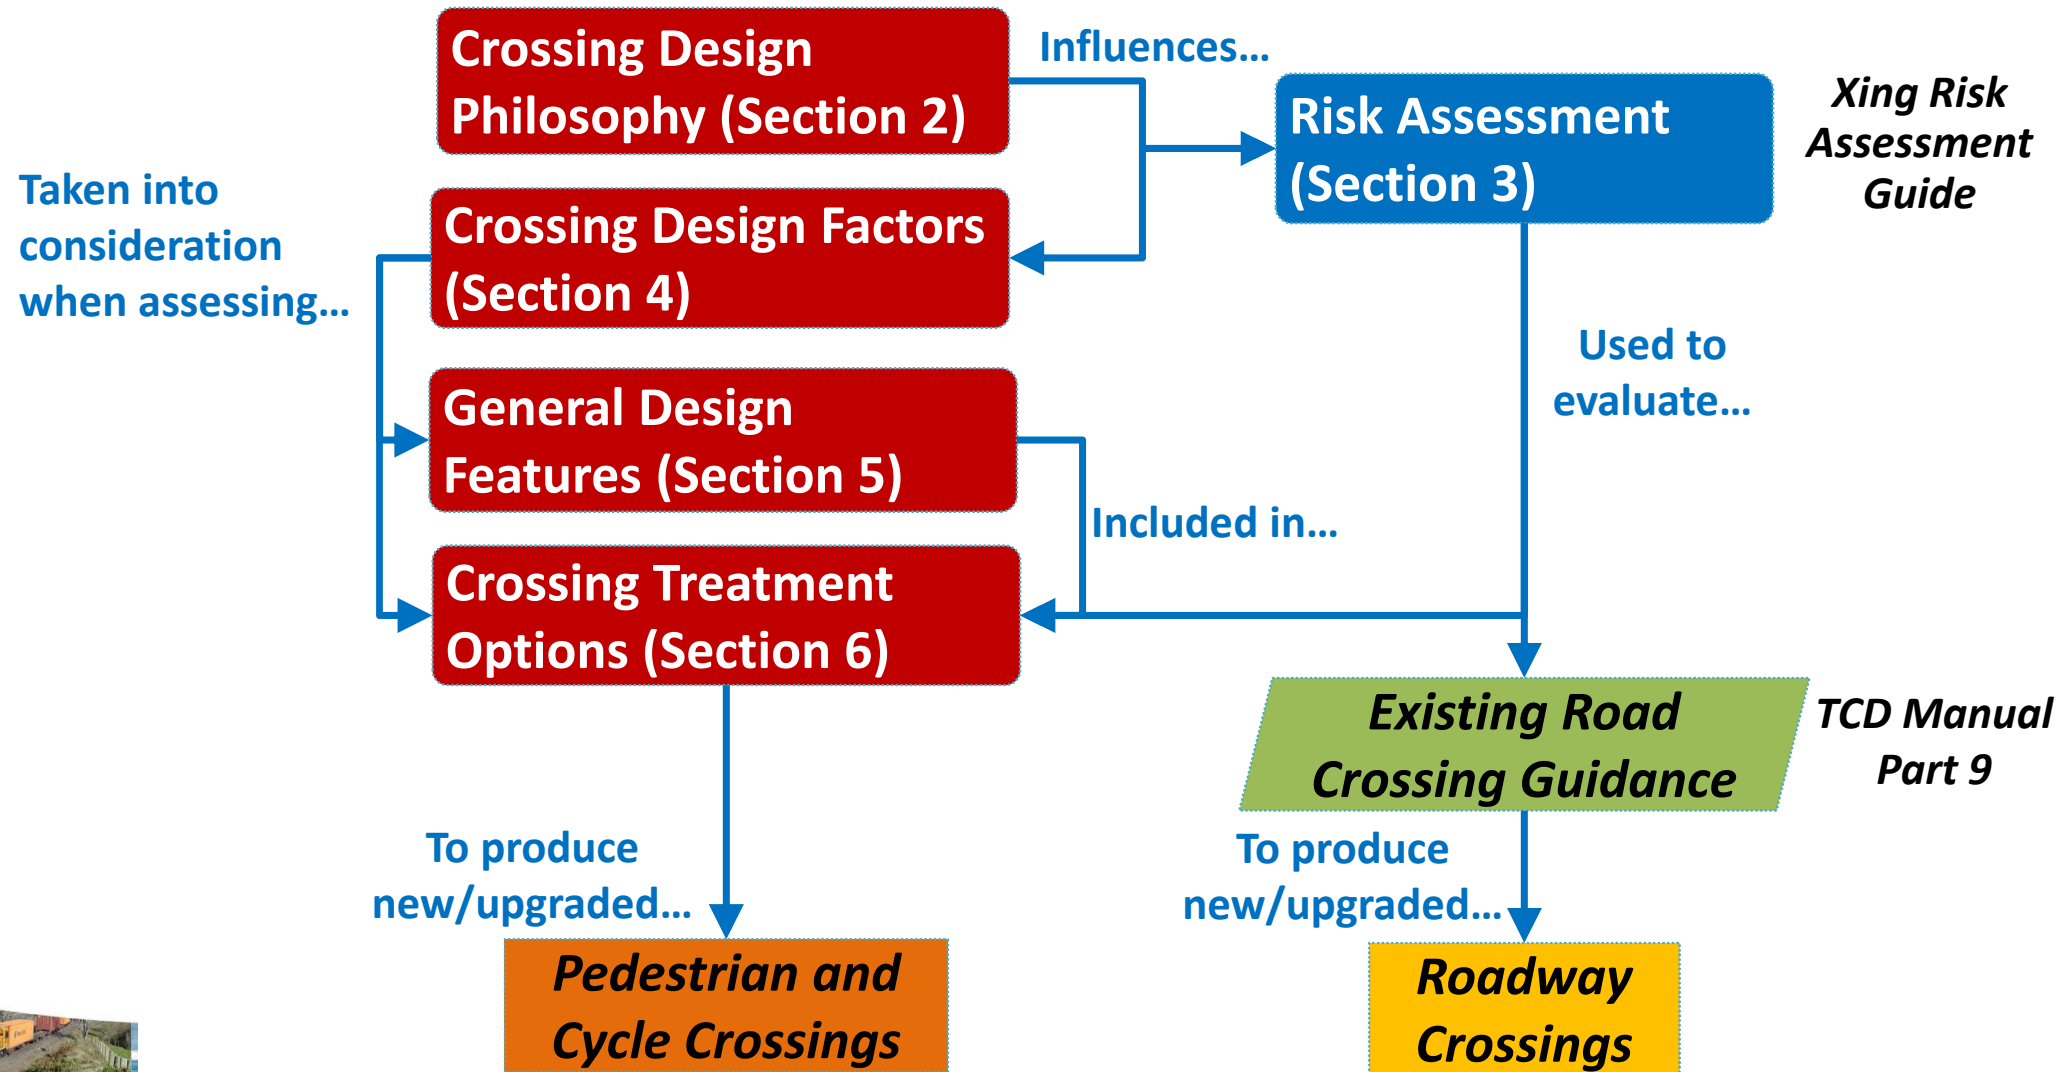 Crossing Design
Philosophy (Section 2)
Influences...
Risk Assessment
(Section 3)
Xing Risk
Assessment
Guide
Taken into
consideration
when assessing...
Crossing Design Factors
(Section 4)
Used to
evaluate...
General Design
Features (Section 5)
Included in...
Crossing Treatment
Options (Section 6)
Existing Road
Crossing Guidance
TCD Manual
Part 9
To produce
new/upgraded...
To produce
new/upgraded...
Pedestrian and
Cycle Crossings
Roadway
Crossings